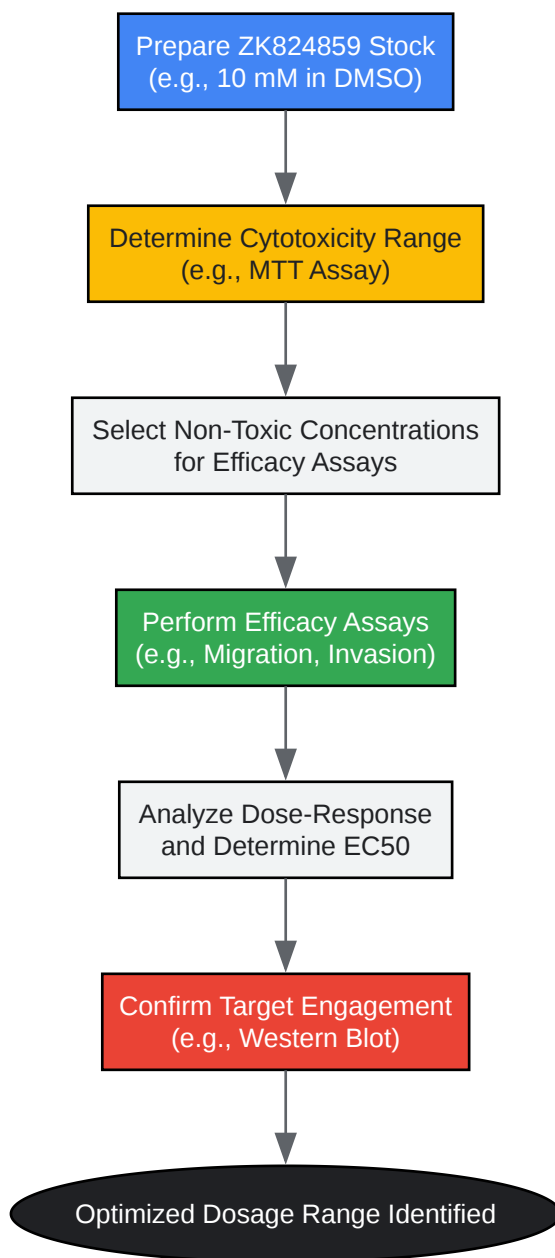 Prepare ZK824859 Stock
(e.g., 10 mM in DMSO)
Determine Cytotoxicity Range
(e.g., MTT Assay)
Select Non-Toxic Concentrations
for Efficacy Assays
Perform Efficacy Assays
(e.g., Migration, Invasion)
Analyze Dose-Response
and Determine EC50
Confirm Target Engagement
(e.g., Western Blot)
Optimized Dosage Range Identified